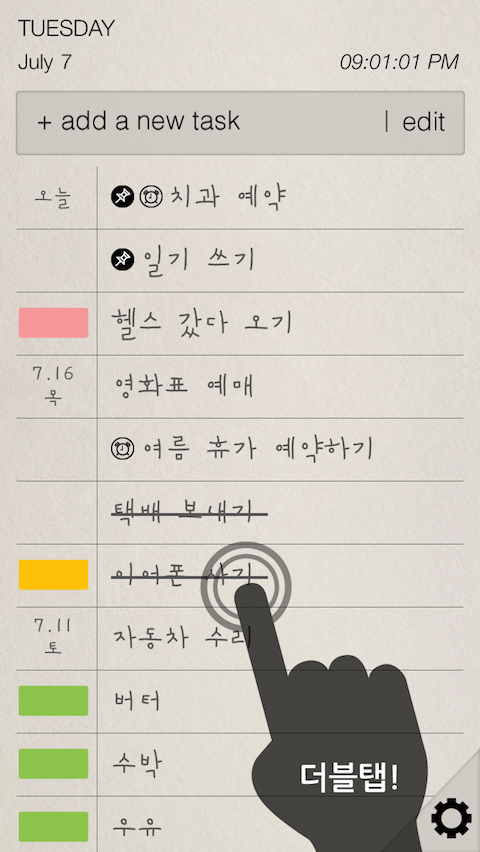 TUESDAY
July 7 09:01:01 PM
+ add a new task | edit
오늘 치과 예약
일기 쓰기
헬스 갔다 오기
7.16 목 영화표 예매
여름 휴가 예약하기
택배 보내기
이어폰 사기
7.11 토 자동차 수리
버터
수박
더블탭!
우유